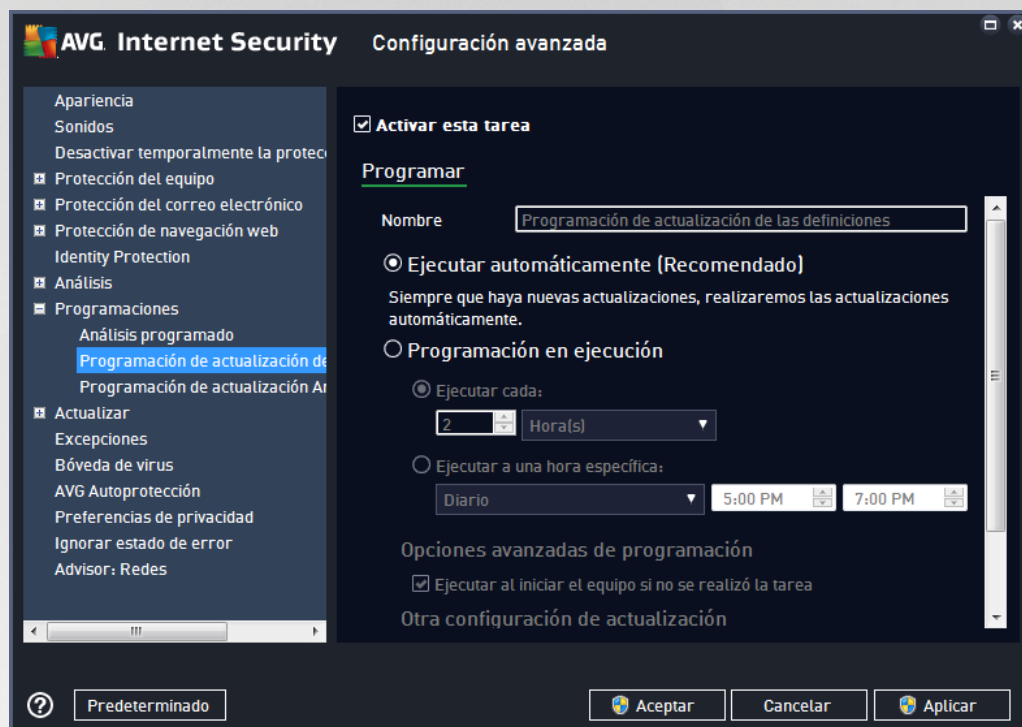 AVG Internet Security Configuración avanzada
Apariencia
Sonidos
Desactivar temporalmente la protec
Protección del equipo
Protección del correo electrónico
Protección de navegación web
Identity Protection
Análisis
Programaciones
Análisis programado
Programación de actualización de
Programación de actualización An
Actualizar
Excepciones
Bóveda de virus
AVG Autoprotección
Preferencias de privacidad
Ignorar estado de error
Advisor: Redes
Activar esta tarea
Programar
Nombre Programación de actualización de las definiciones
Ejecutar automáticamente (Recomendado)
Siempre que haya nuevas actualizaciones, realizaremos las actualizaciones
automáticamente.
Programación en ejecución
Ejecutar cada:
2 Hora(s)
Ejecutar a una hora específica:
Diario 5:00 PM 7:00 PM
Opciones avanzadas de programación
Ejecutar al iniciar el equipo si no se realizó la tarea
Otra configuración de actualización
? Predeterminado Aceptar Cancelar Aplicar